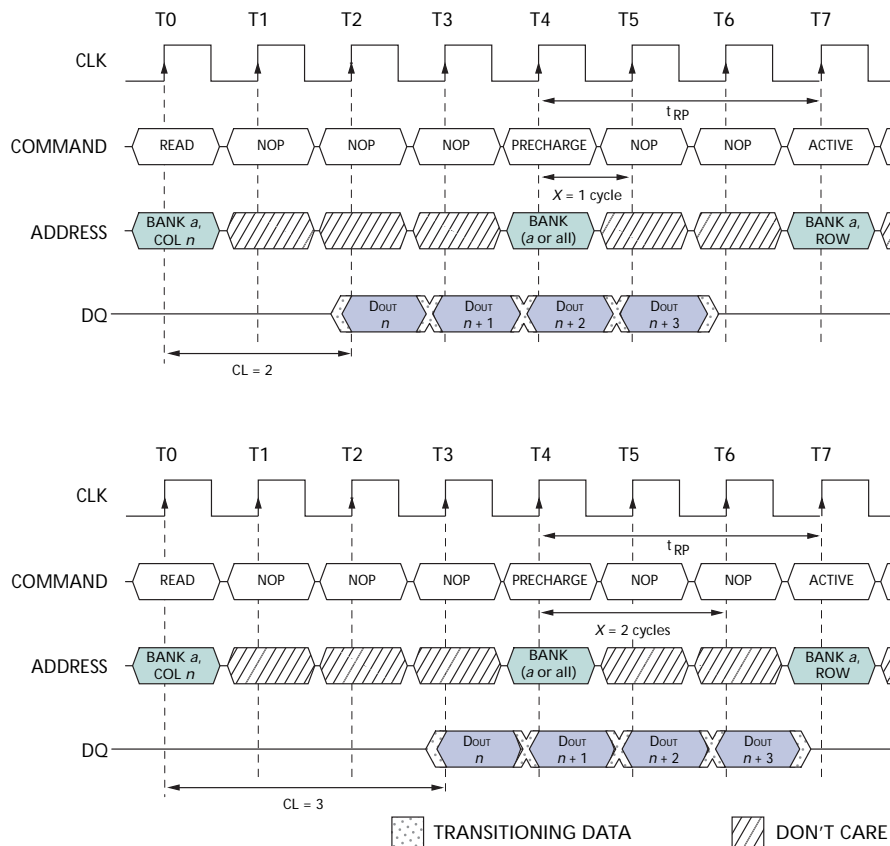 T0 T1 T2 T3 T4 T5 T6 T7
CLK
tRP
COMMAND READ NOP NOP NOP PRECHARGE NOP NOP ACTIVE
X = 1 cycle
ADDRESS BANK a, COL n BANK (a or all) BANK a, ROW
DQ DOUT n DOUT n + 1 DOUT n + 2 DOUT n + 3
CL = 2
T0 T1 T2 T3 T4 T5 T6 T7
CLK
tRP
COMMAND READ NOP NOP NOP PRECHARGE NOP NOP ACTIVE
X = 2 cycles
ADDRESS BANK a, COL n BANK (a or all) BANK a, ROW
DQ DOUT n DOUT n + 1 DOUT n + 2 DOUT n + 3
CL = 3
TRANSITIONING DATA DON'T CARE